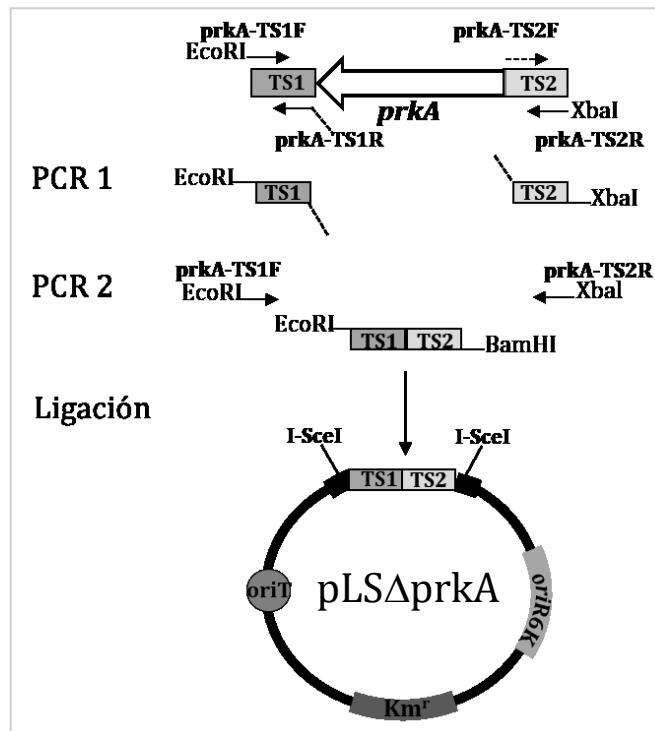 prkA-TS1F
prkA-TS2F
EcoRI
TS1
TS2
prkA
XbaI
prkA-TS1R
prkA-TS2R
PCR 1
EcoRI
TS1
TS2
XbaI
PCR 2
prkA-TS1F
prkA-TS2R
EcoRI
XbaI
EcoRI
TS1
TS2
BamHI
Ligación
I-SceI
I-SceI
TS1
TS2
oriT
pLSΔprkA
oriR6K
Kmʳ